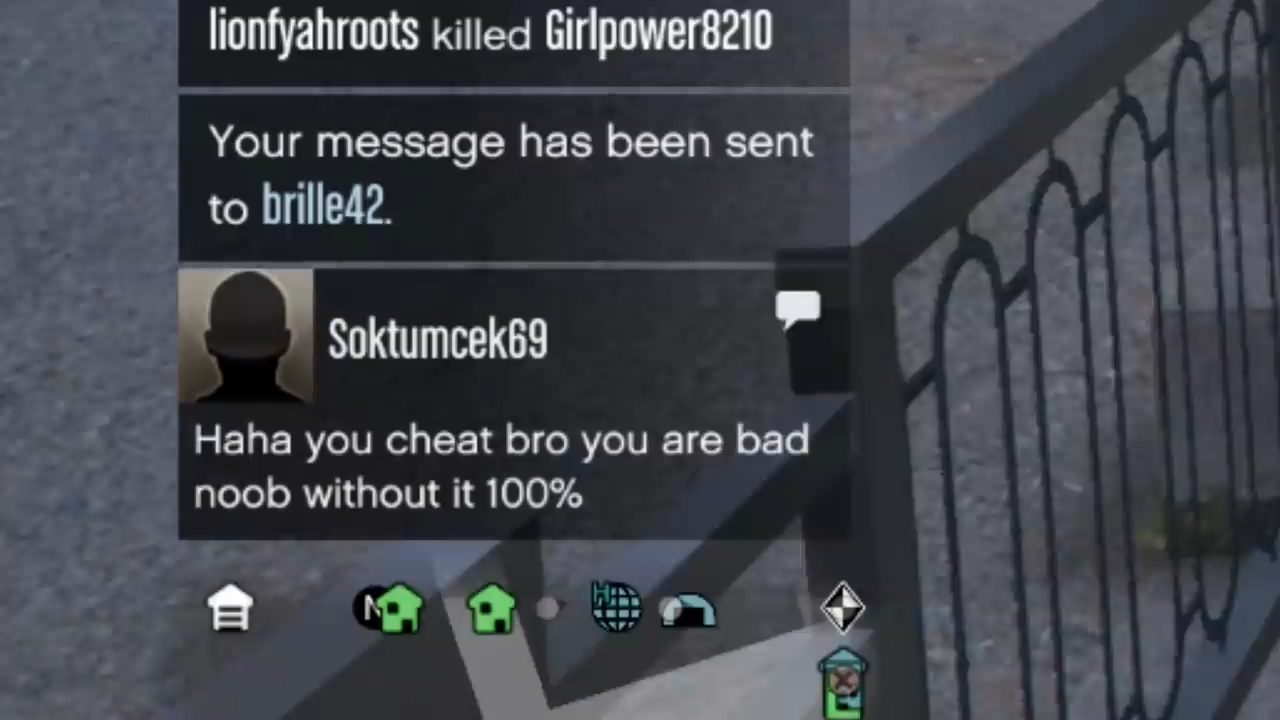 lionfyahroots killed Girlpower8210
Your message has been sent
to brille42.
Soktumcek69
Haha you cheat bro you are bad
noob without it 100%
N
H